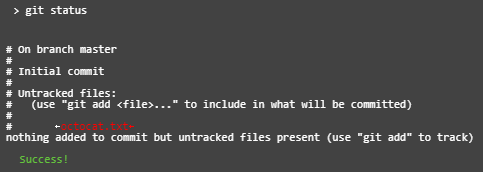 > git status
# On branch master
#
# Initial commit
#
# Untracked files:
#   (use "git add <file>..." to include in what will be committed)
#
#       ←octocat.txt←
nothing added to commit but untracked files present (use "git add" to track)
Success!